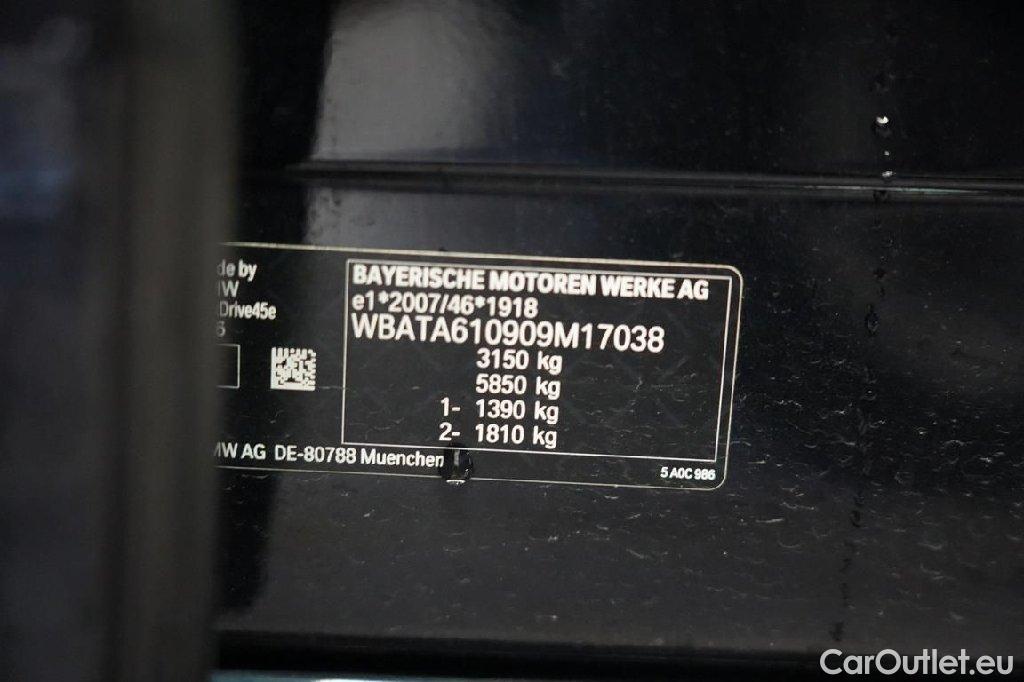 de by
Drive45e
BAYERISCHE MOTOREN WERKE AG
e1*2007/46*1918
WBATA610909M17038
3150 kg
5850 kg
1- 1390 kg
2- 1810 kg
MW AG DE-80788 Muenchen
5 A0C 986
CarOutlet.eu